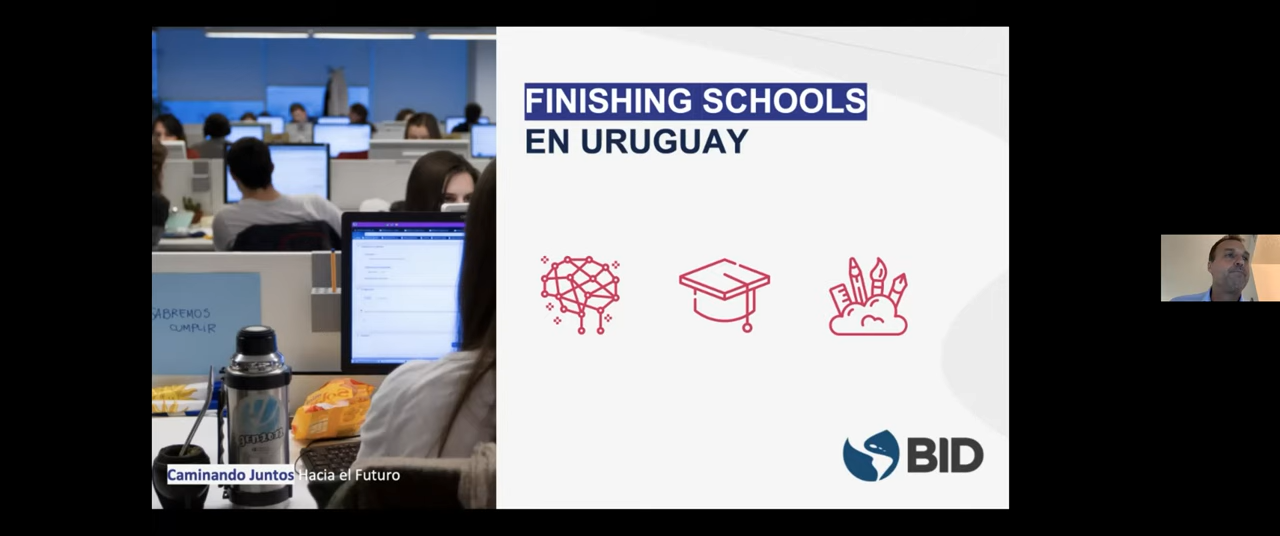 FINISHING SCHOOLS
EN URUGUAY
SABREMOS
CUMPLIR
Caminando Juntos Hacia el Futuro
BID